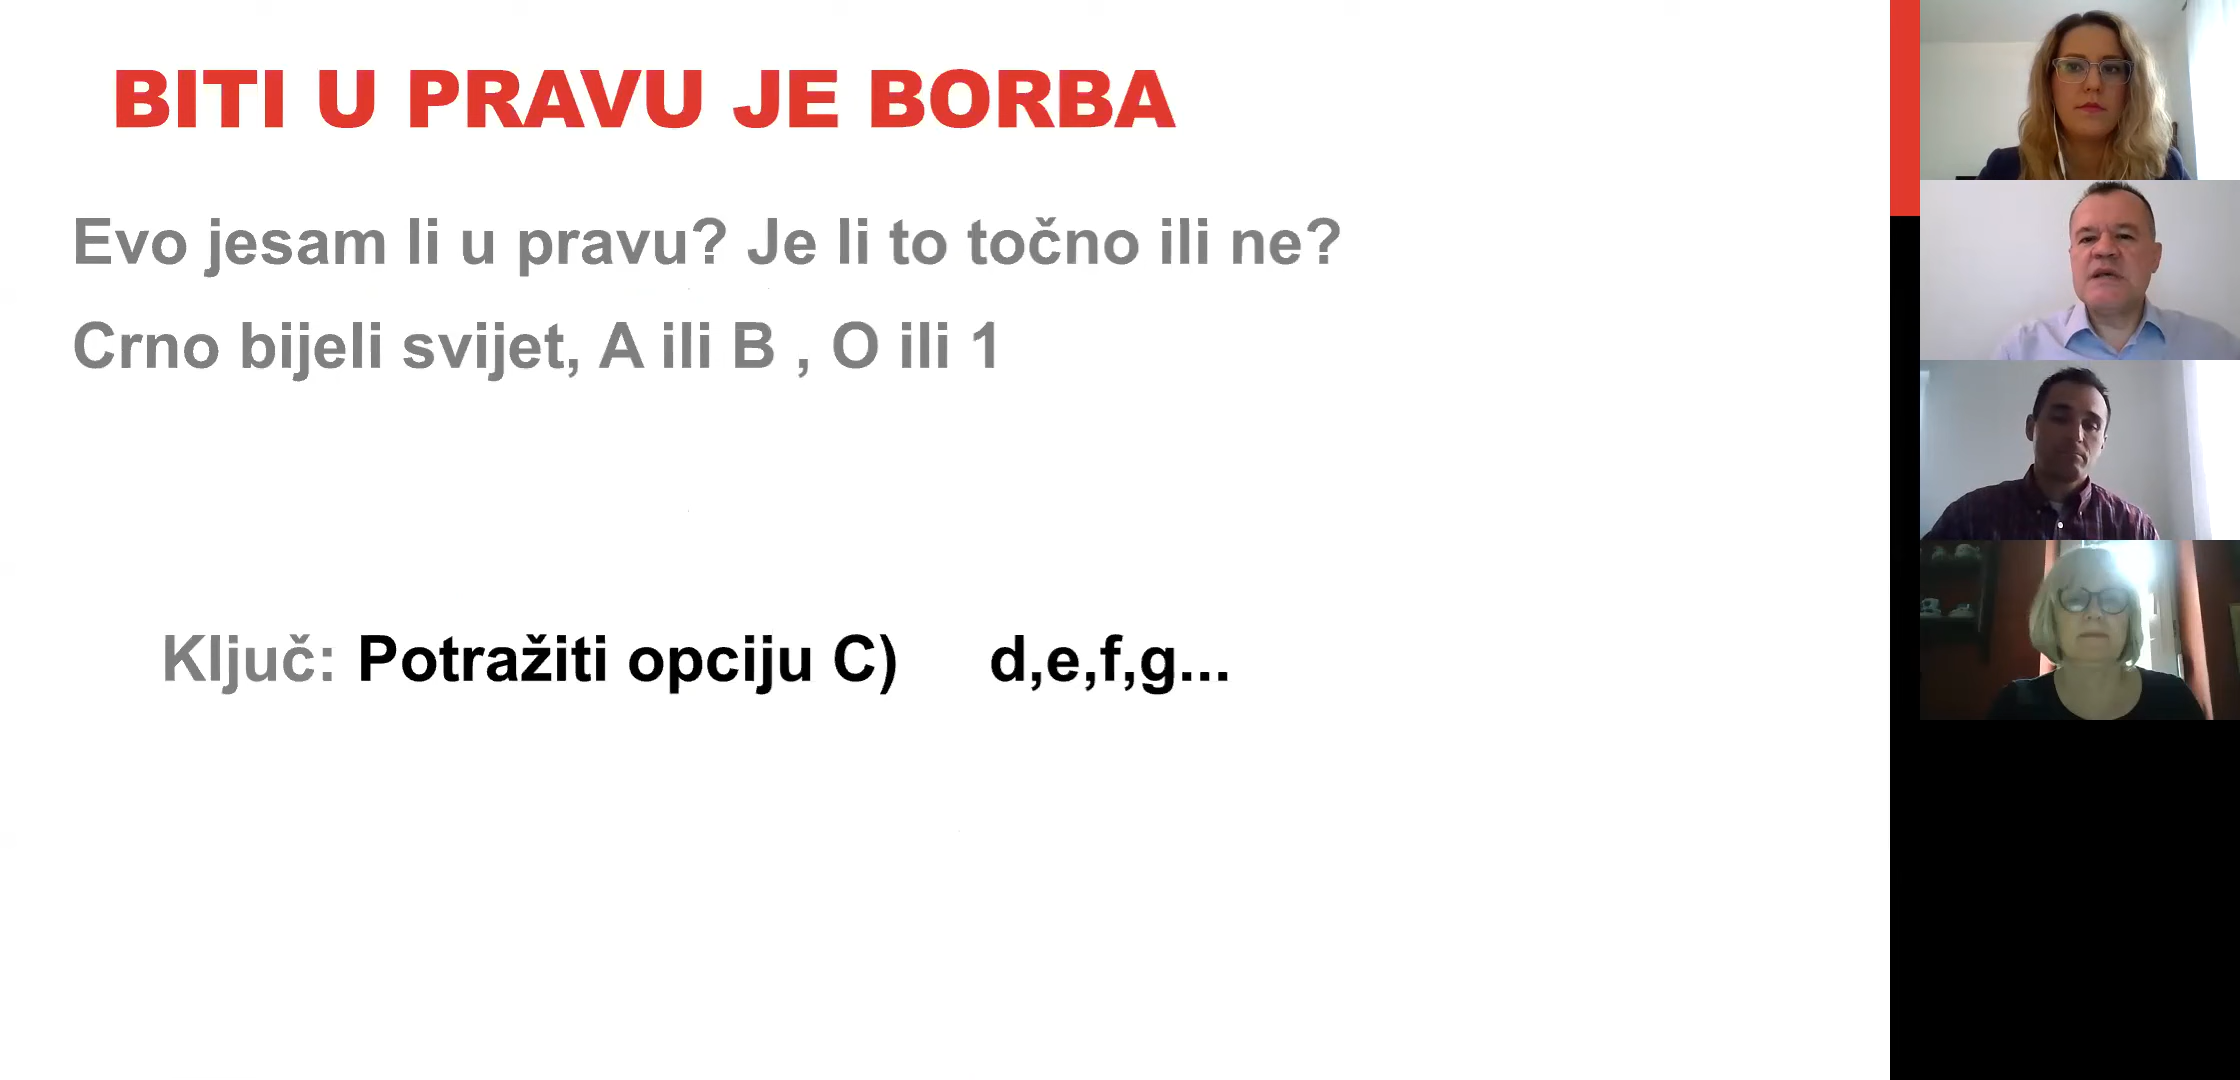 BITI U PRAVU JE BORBA
Evo jesam li u pravu? Je li to točno ili ne?
Crno bijeli svijet, A ili B , O ili 1
Ključ: Potražiti opciju C) d,e,f,g...